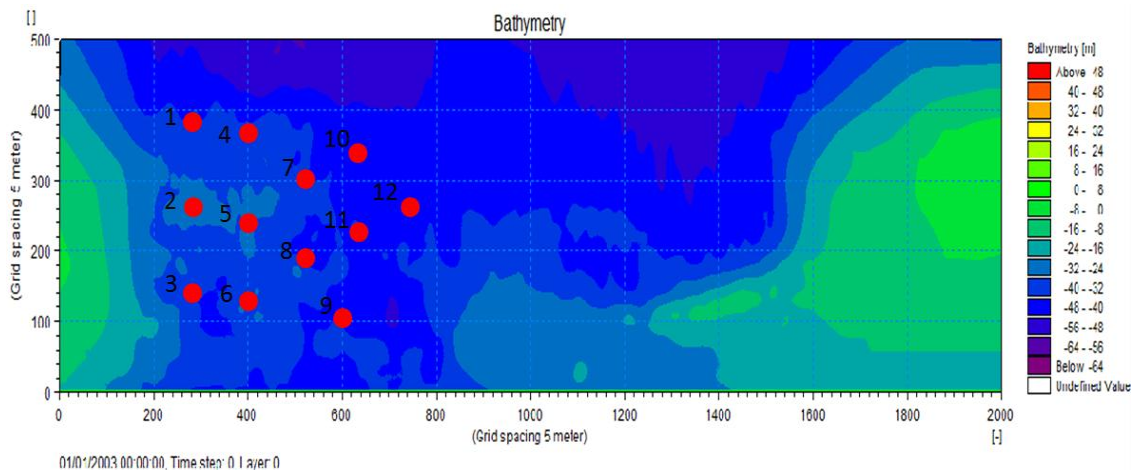 [ ]
Bathymetry
(Grid spacing 5 meter)
500
400
300
200
100
0
0 200 400 600 800 1000 1200 1400 1600 1800 2000
(Grid spacing 5 meter)
[-]
1
4
10
7
2
5
12
11
8
3
6
9
Bathymetry [m]
Above 48
40 - 48
32 - 40
24 - 32
16 - 24
8 - 16
0 - 8
-8 - 0
-16 - -8
-24 - -16
-32 - -24
-40 - -32
-48 - -40
-56 - -48
-64 - -56
Below -64
Undefined Value
01/01/2003 00:00:00, Time step: 0, Layer: 0